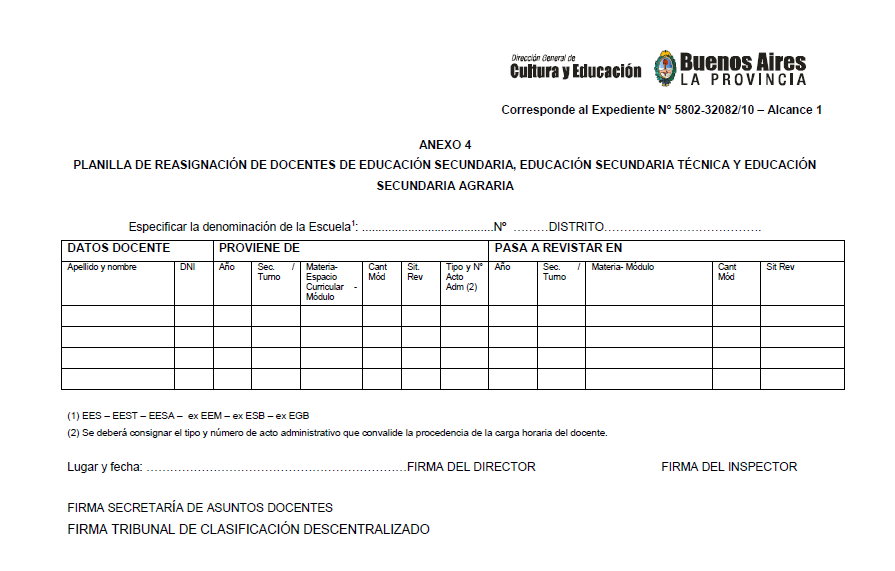 Dirección General de
Cultura y Educación
Buenos Aires
LA PROVINCIA
Corresponde al Expediente N° 5802-32082/10 – Alcance 1
ANEXO 4
PLANILLA DE REASIGNACIÓN DE DOCENTES DE EDUCACIÓN SECUNDARIA, EDUCACIÓN SECUNDARIA TÉCNICA Y EDUCACIÓN
SECUNDARIA AGRARIA
Especificar la denominación de la Escuela¹: ........................................Nº ………DISTRITO……………………………….
DATOS DOCENTE PROVIENE DE PASA A REVISTAR EN
Apellido y nombre DNI Año Sec. / Turno Materia- Espacio Curricular - Módulo Cant Mód Sit. Rev Tipo y Nº Acto Adm (2) Año Sec. / Turno Materia- Módulo Cant Mód Sit Rev
(1) EES – EEST – EESA – ex EEM – ex ESB – ex EGB
(2) Se deberá consignar el tipo y número de acto administrativo que convalide la procedencia de la carga horaria del docente.
Lugar y fecha: …………………………………………………………FIRMA DEL DIRECTOR FIRMA DEL INSPECTOR
FIRMA SECRETARÍA DE ASUNTOS DOCENTES
FIRMA TRIBUNAL DE CLASIFICACIÓN DESCENTRALIZADO